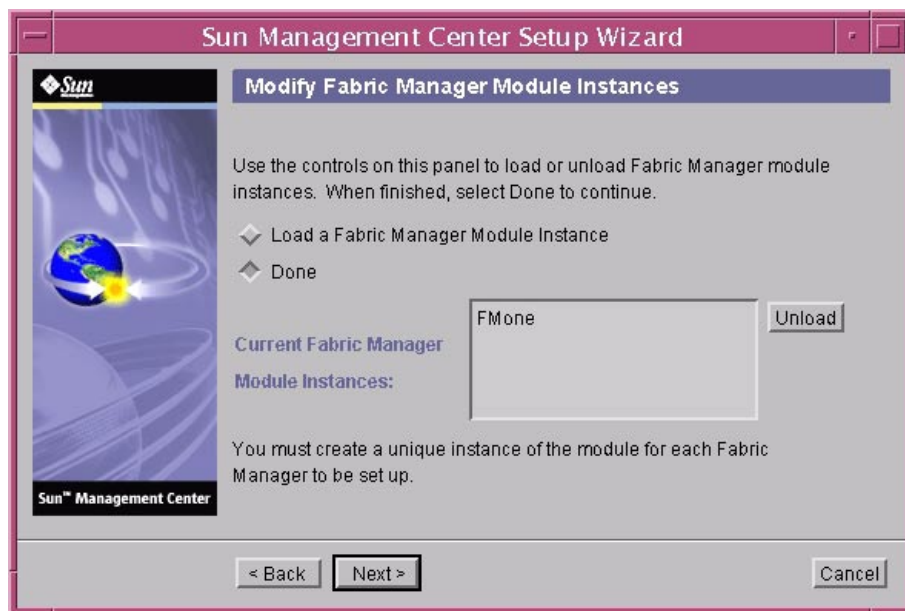 Sun Management Center Setup Wizard
Sun
Modify Fabric Manager Module Instances
Use the controls on this panel to load or unload Fabric Manager module
instances. When finished, select Done to continue.
Load a Fabric Manager Module Instance
Done
FMone
Unload
Current Fabric Manager
Module Instances:
You must create a unique instance of the module for each Fabric
Manager to be set up.
Sun™ Management Center
< Back
Next >
Cancel